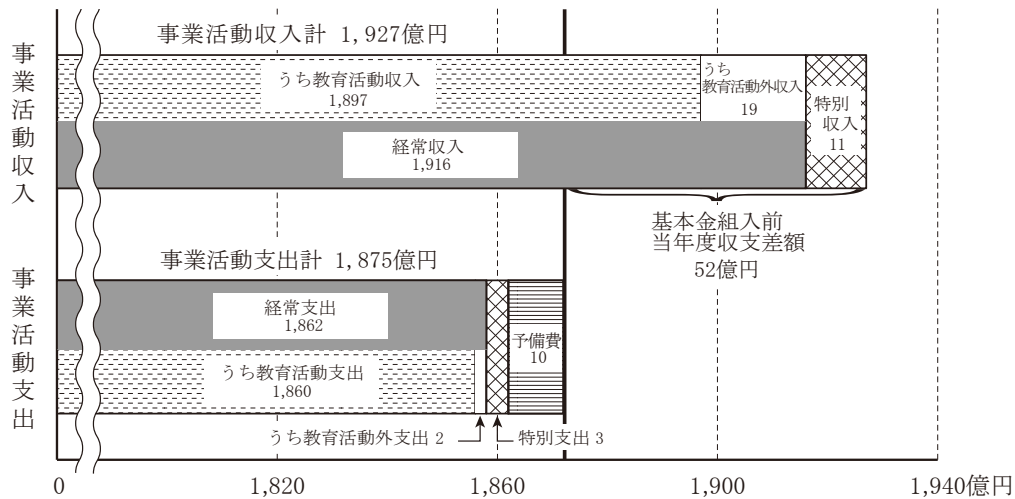 事業活動収入計 1,927億円
事業活動収入
うち教育活動収入
1,897
うち
教育活動外収入
19
特別
収入
11
経常収入
1,916
基本金組入前
当年度収支差額
52億円
事業活動支出計 1,875億円
事業活動支出
経常支出
1,862
予備費
10
うち教育活動支出
1,860
うち教育活動外支出 2
特別支出 3
0 1,820 1,860 1,900 1,940億円